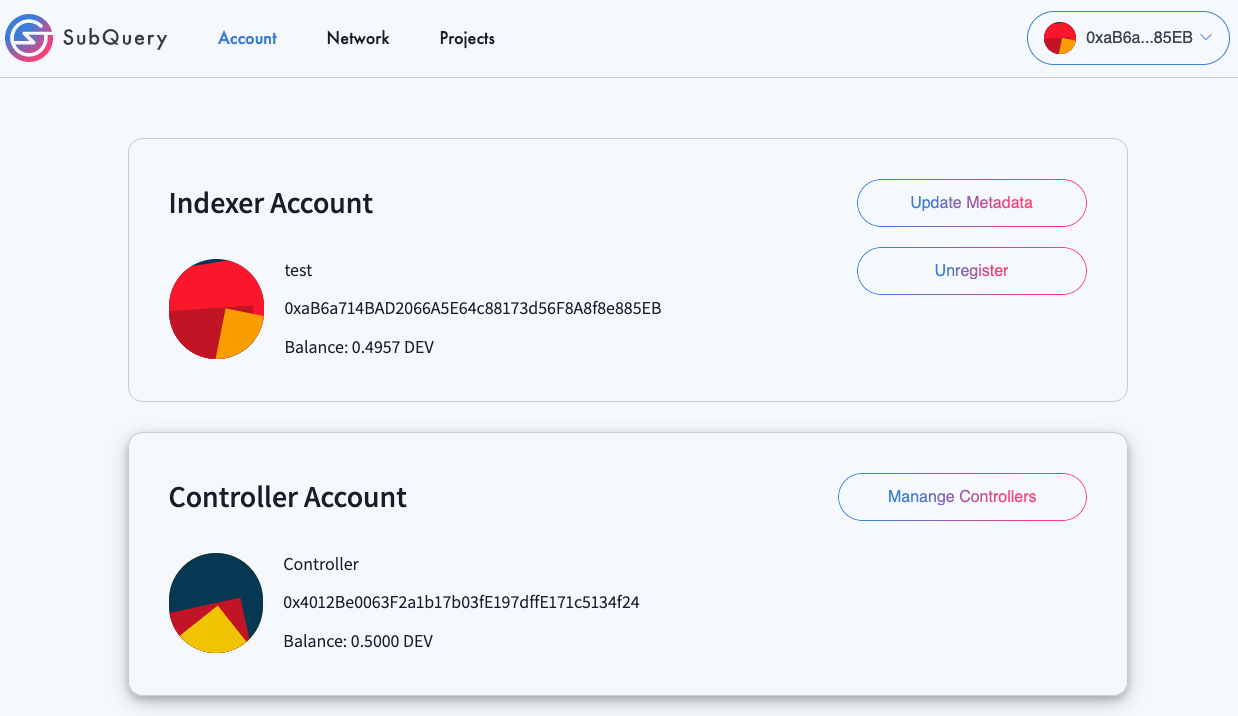 SubQuery
Account
Network
Projects
0xaB6a...85EB
Indexer Account
Update Metadata
Unregister
test
0xaB6a714BAD2066A5E64c88173d56F8A8f8e885EB
Balance: 0.4957 DEV
Controller Account
Manange Controllers
Controller
0x4012Be0063F2a1b17b03fE197dffE171c5134f24
Balance: 0.5000 DEV